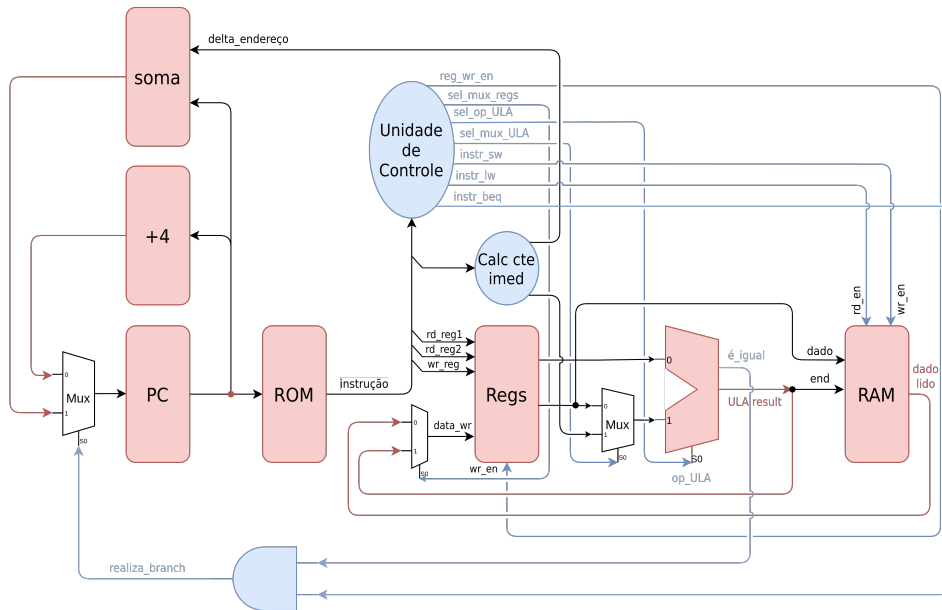 delta_endereço
soma
reg_wr_en
sel_mux_regs
sel_op_ULA
sel_mux_ULA
instr_sw
instr_lw
instr_beq
Unidade
de
Controle
+4
Calc cte
imed
rd_en
wr_en
rd_reg1
rd_reg2
wr_reg
0
Mux
1
S0
PC
ROM
instrução
Regs
0
1
S0
data_wr
wr_en
0
Mux
1
S0
0
1
S0
op_ULA
é_igual
ULA result
dado
end
RAM
dado
lido
realiza_branch